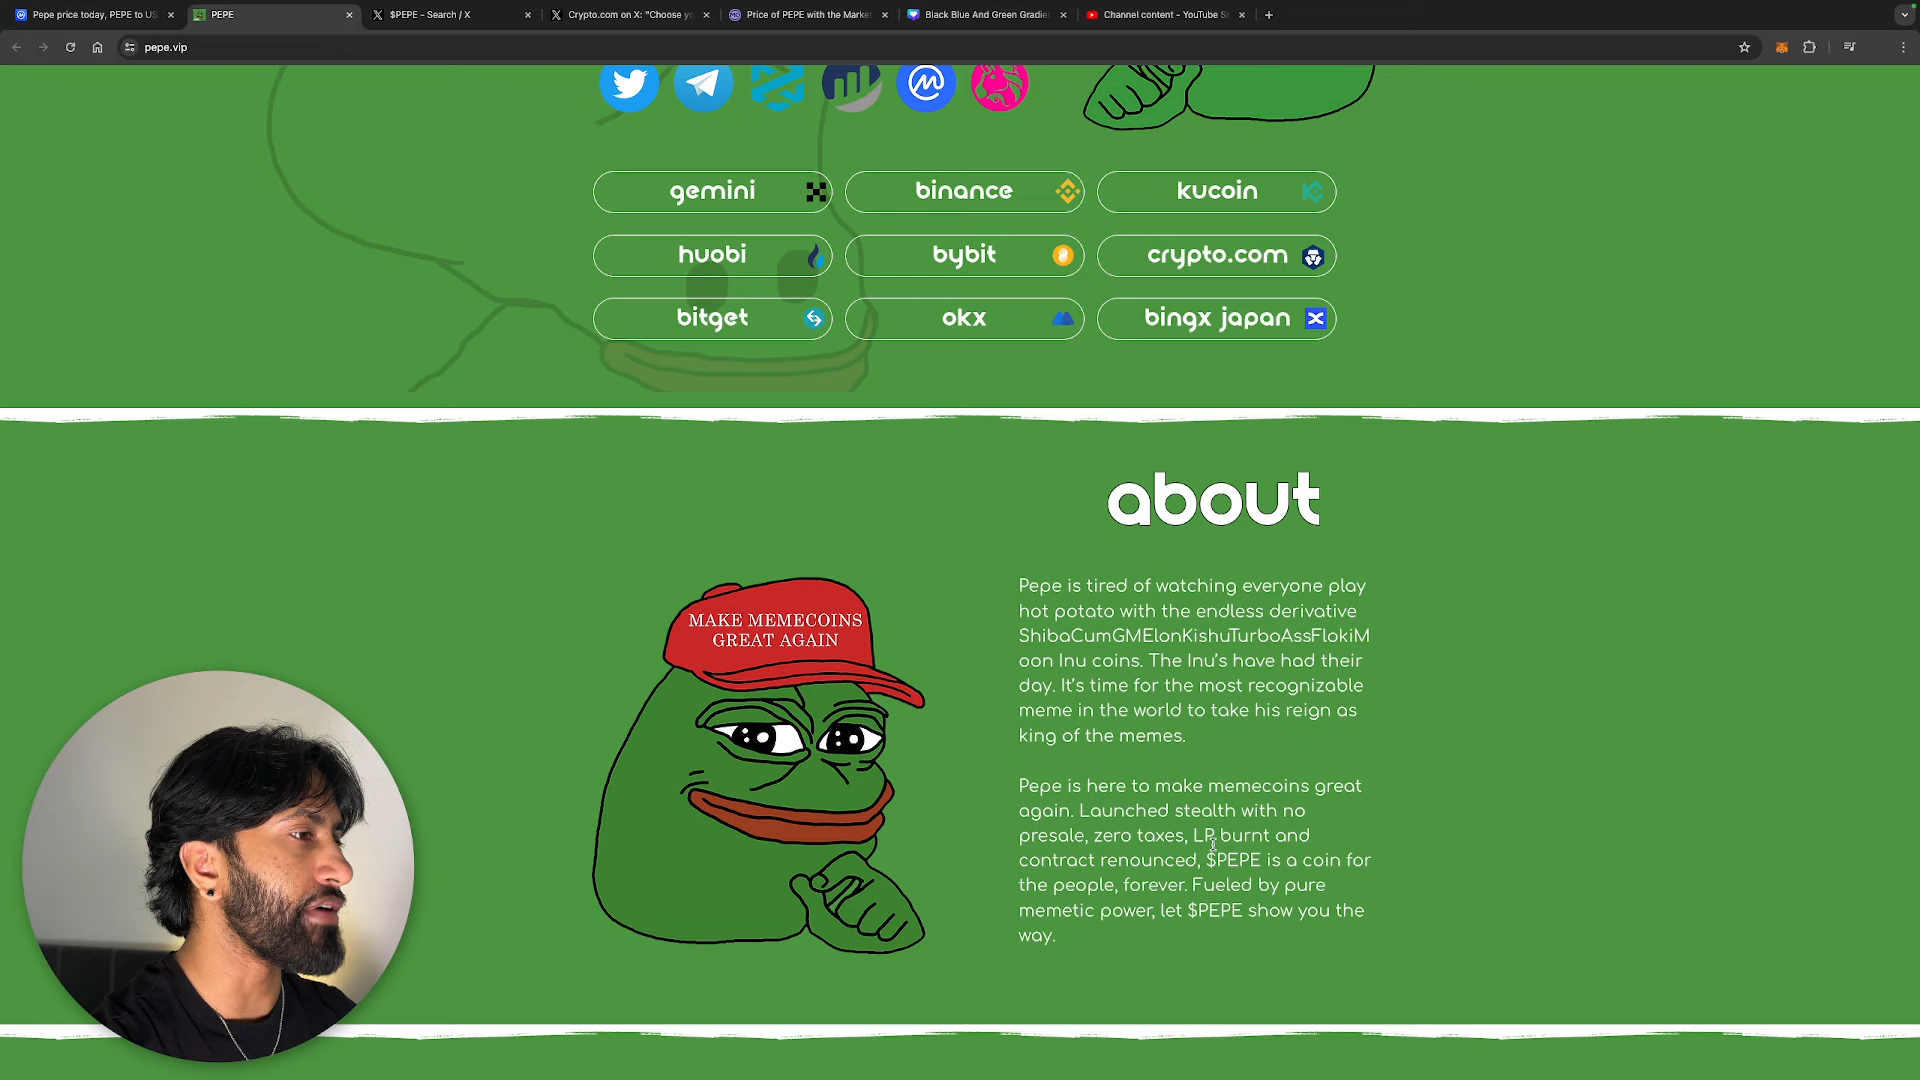 Pepe price today, PEPE to US
PEPE
$PEPE - Search / X
Crypto.com on X: "Choose yo
Price of PEPE with the Market
Black Blue And Green Gradie
Channel content - YouTube S
pepe.vip
gemini
binance
kucoin
huobi
bybit
crypto.com
bitget
okx
bingx japan
about
MAKE MEMECOINS
GREAT AGAIN
Pepe is tired of watching everyone play
hot potato with the endless derivative
ShibaCumGMElonKishuTurboAssFlokiM
oon Inu coins. The Inu's have had their
day. It's time for the most recognizable
meme in the world to take his reign as
king of the memes.
Pepe is here to make memecoins great
again. Launched stealth with no
presale, zero taxes, LP burnt and
contract renounced, $PEPE is a coin for
the people, forever. Fueled by pure
memetic power, let $PEPE show you the
way.